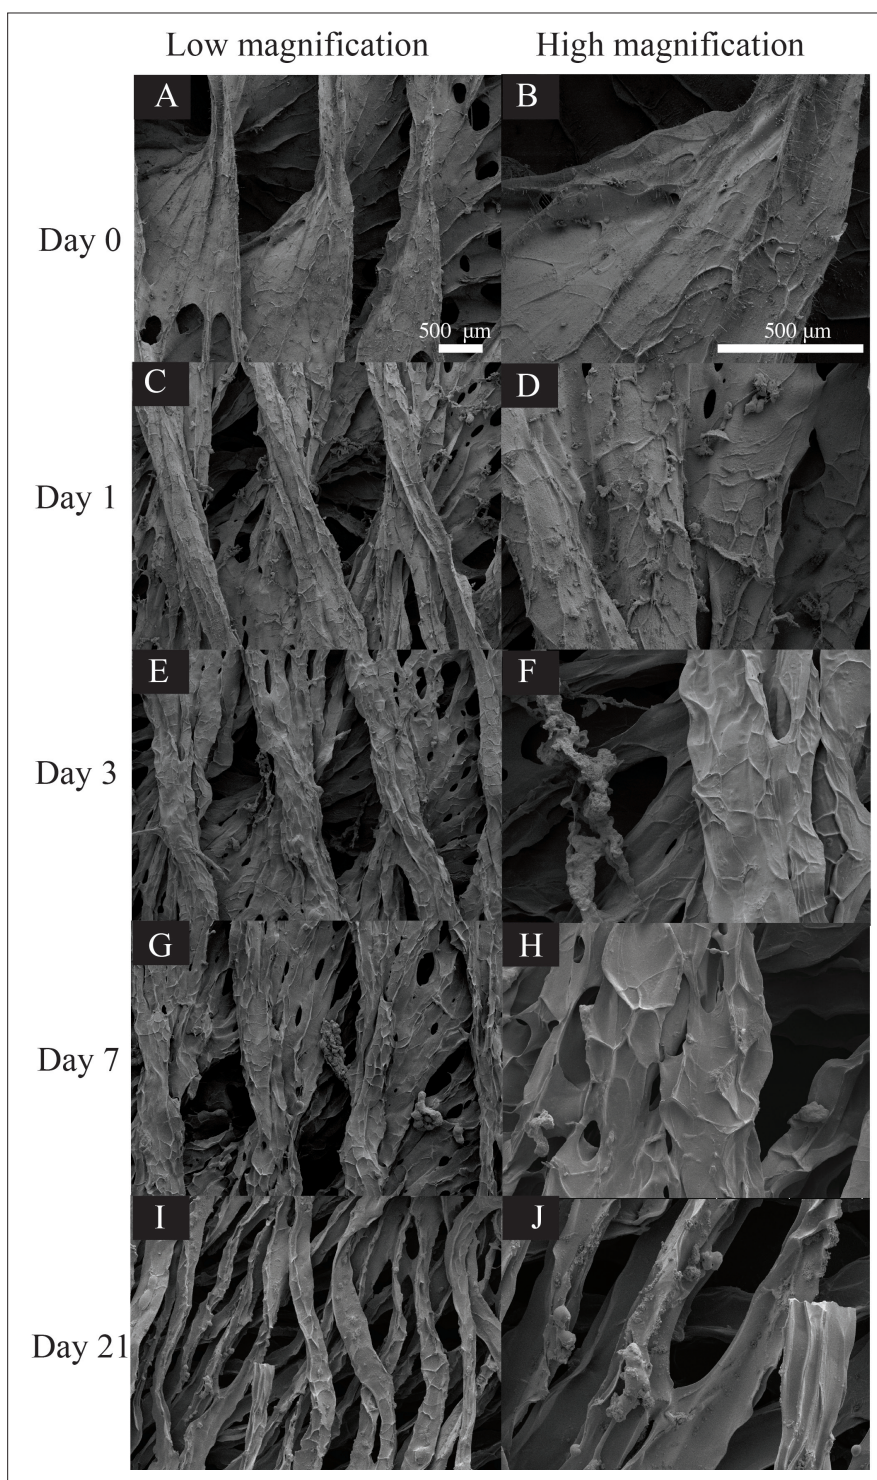 Low magnification
High magnification
A
B
Day 0
500 µm
500 µm
C
D
Day 1
E
F
Day 3
G
H
Day 7
I
J
Day 21